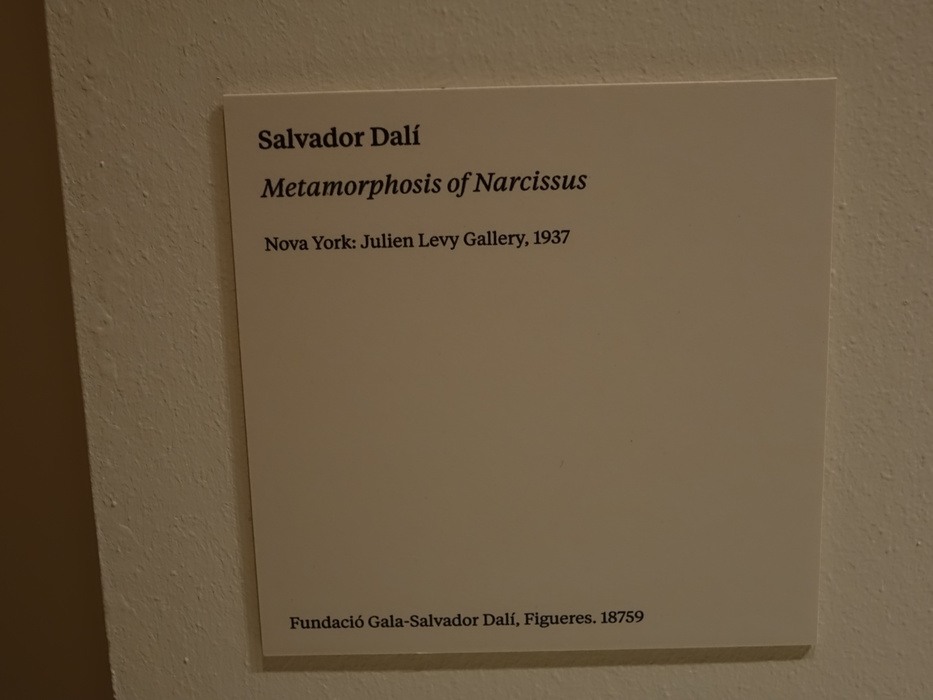 Salvador Dalí
Metamorphosis of Narcissus
Nova York: Julien Levy Gallery, 1937
Fundació Gala-Salvador Dalí, Figueres. 18759